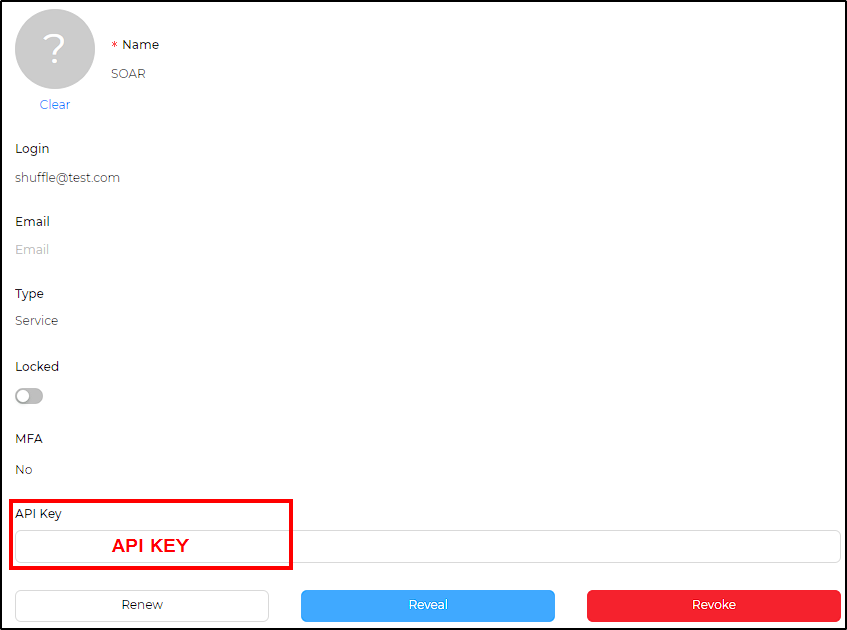 ?
* Name
SOAR
Clear
Login
shuffle@test.com
Email
Email
Type
Service
Locked
MFA
No
API Key
API KEY
Renew
Reveal
Revoke